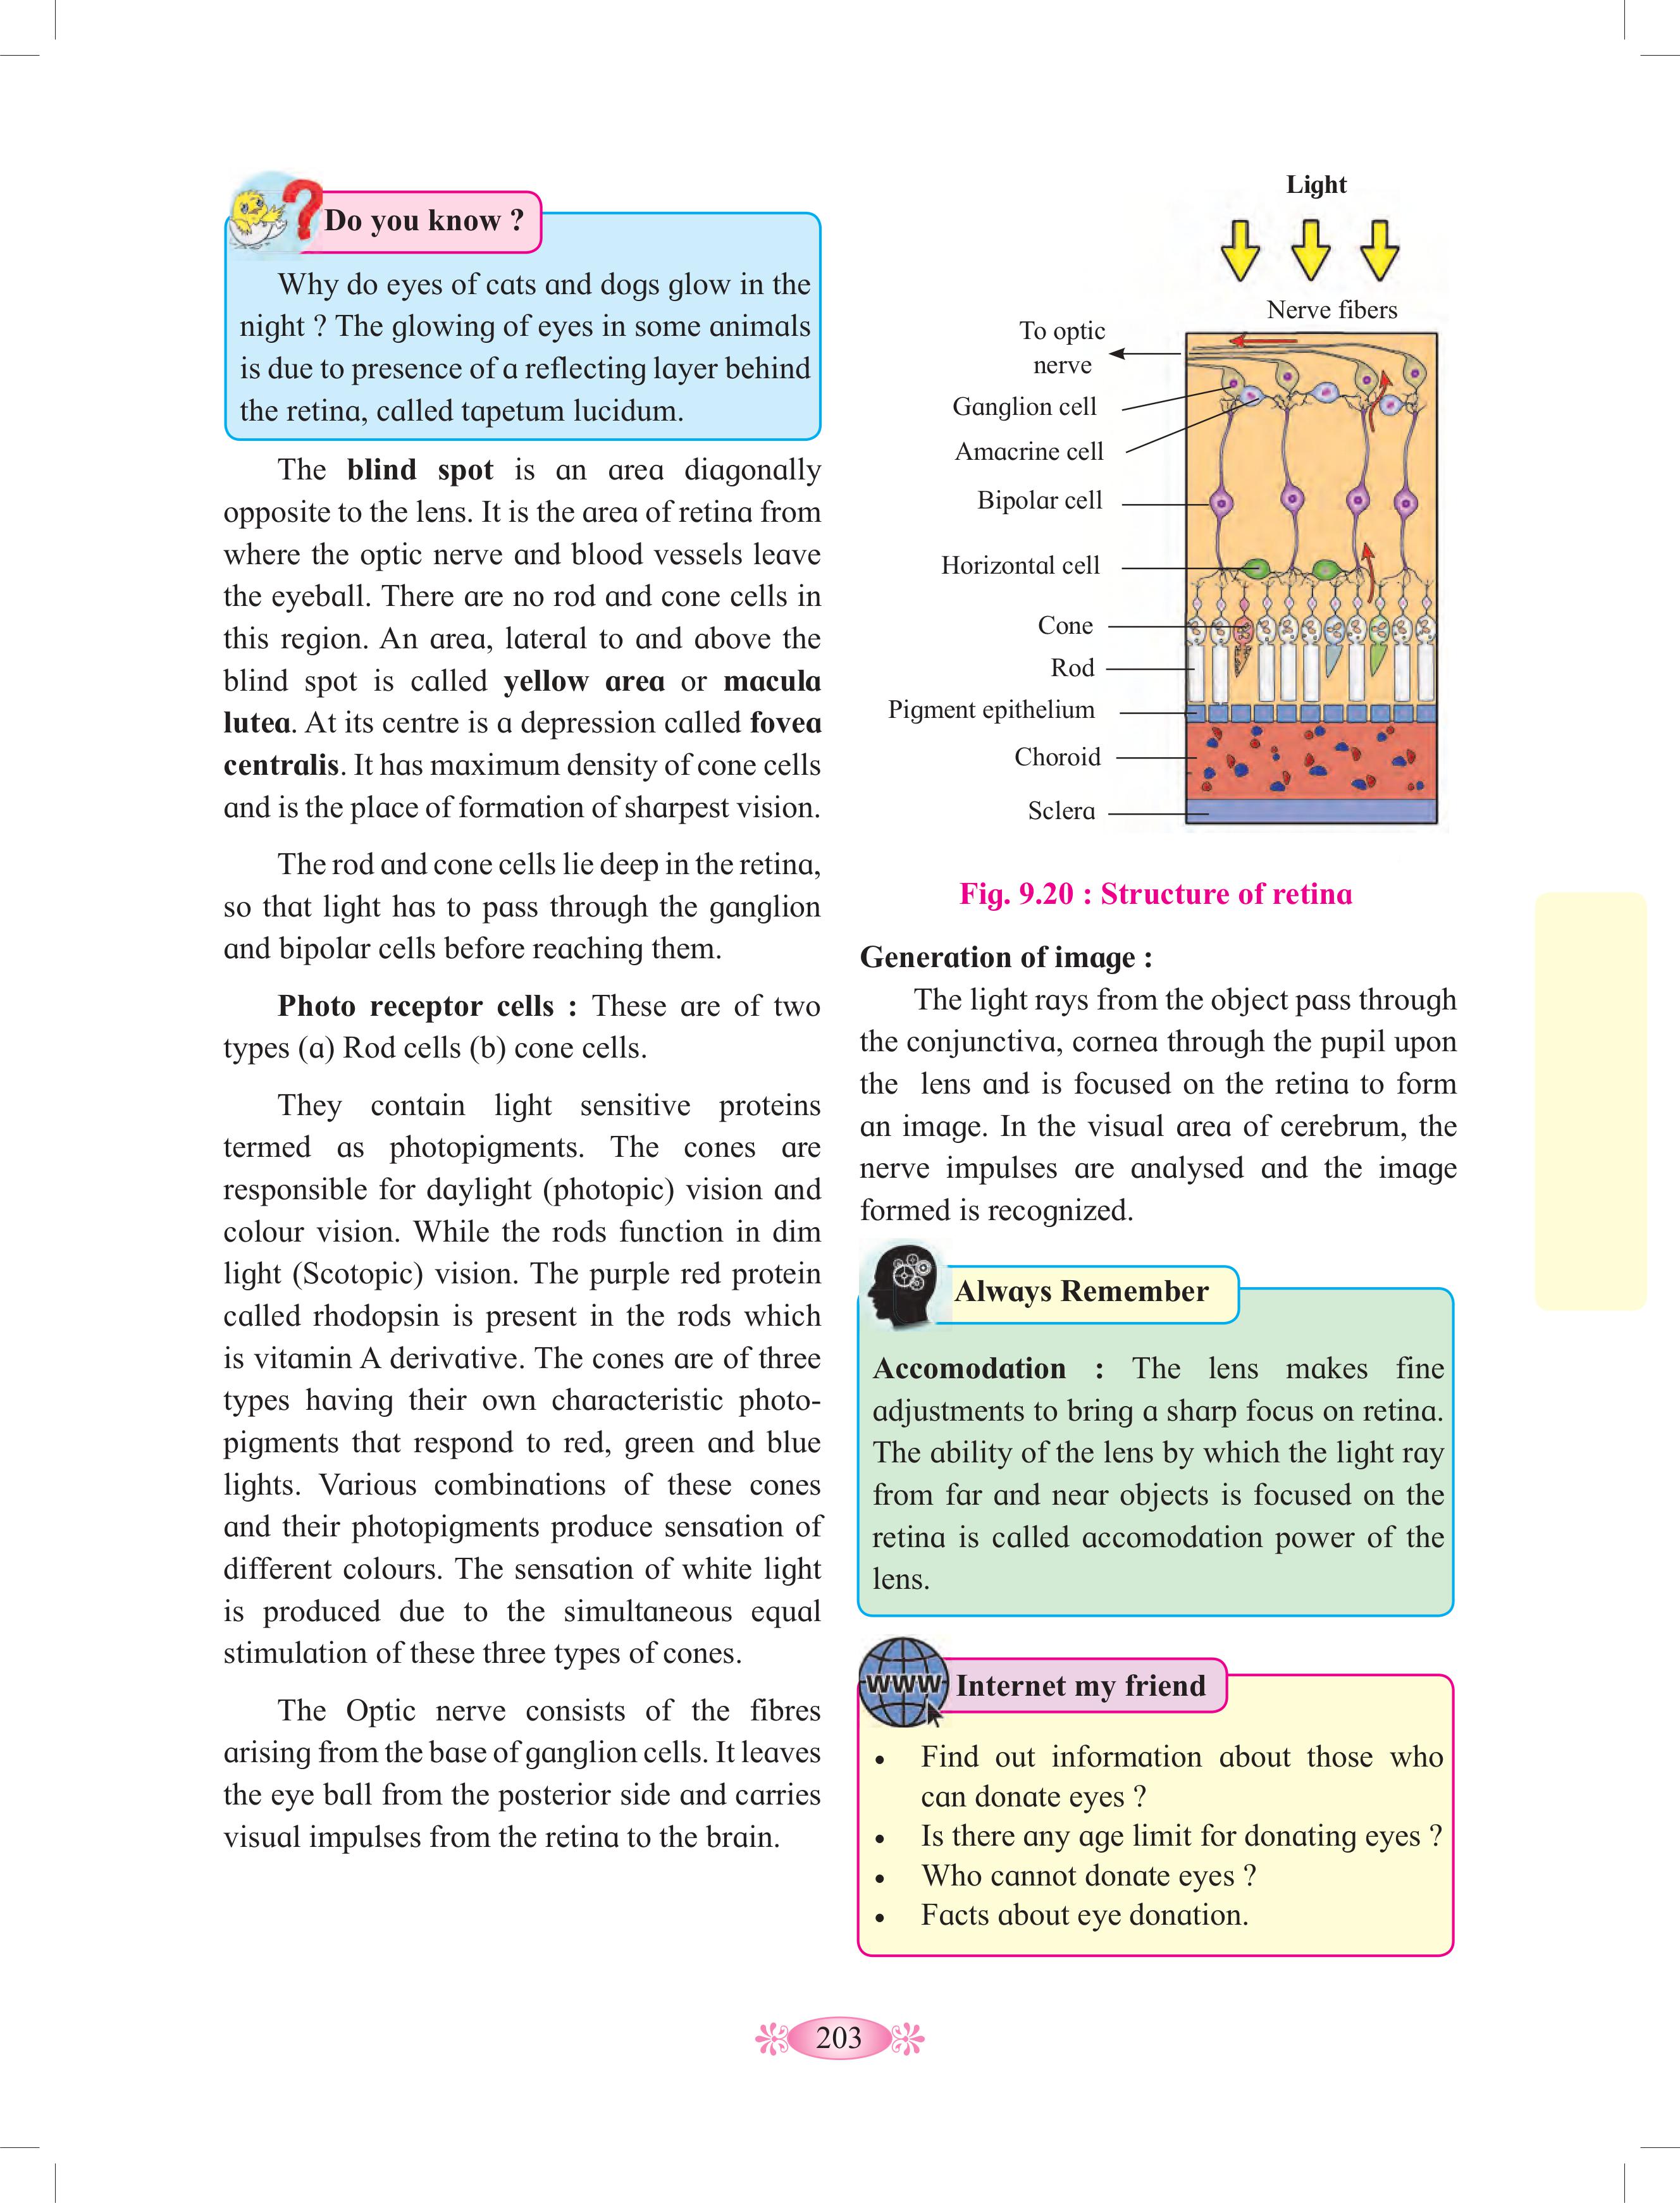 Do you know ?
Why do eyes of cats and dogs glow in the
night ? The glowing of eyes in some animals
is due to presence of a reflecting layer behind
the retina, called tapetum lucidum.
The blind spot is an area diagonally
opposite to the lens. It is the area of retina from
where the optic nerve and blood vessels leave
the eyeball. There are no rod and cone cells in
this region. An area, lateral to and above the
blind spot is called yellow area or macula
lutea. At its centre is a depression called fovea
centralis. It has maximum density of cone cells
and is the place of formation of sharpest vision.
The rod and cone cells lie deep in the retina,
so that light has to pass through the ganglion
and bipolar cells before reaching them.
Photo receptor cells : These are of two
types (a) Rod cells (b) cone cells.
They contain light sensitive proteins
termed as photopigments. The cones are
responsible for daylight (photopic) vision and
colour vision. While the rods function in dim
light (Scotopic) vision. The purple red protein
called rhodopsin is present in the rods which
is vitamin A derivative. The cones are of three
types having their own characteristic photo-
pigments that respond to red, green and blue
lights. Various combinations of these cones
and their photopigments produce sensation of
different colours. The sensation of white light
is produced due to the simultaneous equal
stimulation of these three types of cones.
The Optic nerve consists of the fibres
arising from the base of ganglion cells. It leaves
the eye ball from the posterior side and carries
visual impulses from the retina to the brain.
Light
Nerve fibers
To optic
nerve
Ganglion cell
Amacrine cell
Bipolar cell
Horizontal cell
Cone
Rod
Pigment epithelium
Choroid
Sclera
Fig. 9.20 : Structure of retina
Generation of image :
The light rays from the object pass through
the conjunctiva, cornea through the pupil upon
the lens and is focused on the retina to form
an image. In the visual area of cerebrum, the
nerve impulses are analysed and the image
formed is recognized.
Always Remember
Accomodation : The lens makes fine
adjustments to bring a sharp focus on retina.
The ability of the lens by which the light ray
from far and near objects is focused on the
retina is called accomodation power of the
lens.
WWW
Internet my friend
• Find out information about those who
can donate eyes ?
• Is there any age limit for donating eyes ?
• Who cannot donate eyes ?
• Facts about eye donation.
203